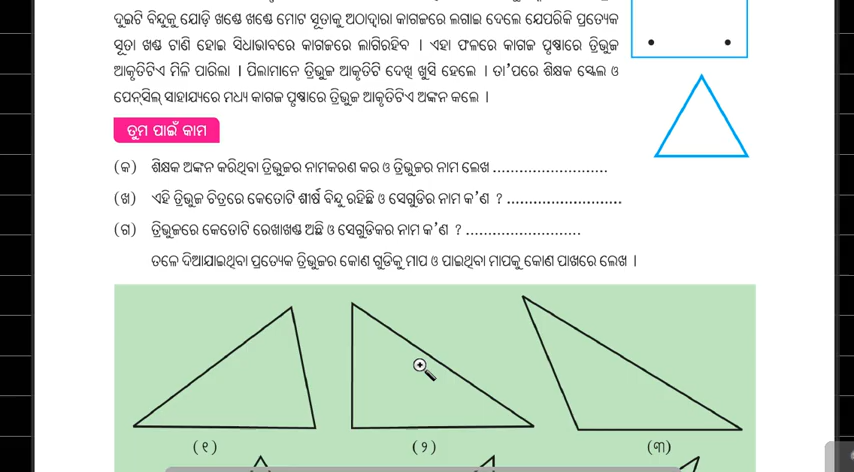 ଦୁଇଟି ବିନ୍ଦୁକୁ ଯୋଡ଼ି ଖଣ୍ଡେ ଖଣ୍ଡେ ମୋଟ ସୂତାକୁ ଅଠାଦ୍ୱାରା କାଗଜରେ ଲଗାଇ ଦେଲେ ଯେପରିକି ପ୍ରତ୍ୟେକ
ସୂତା ଖଣ୍ଡ ଟାଣି ହୋଇ ସିଧାଭାବରେ କାଗଜରେ ଲାଗିରହିବ । ଏହା ଫଳରେ କାଗଜ ପୃଷ୍ଠାରେ ତ୍ରିଭୁଜ
ଆକୃତିଟିଏ ମିଳି ପାରିଲା । ପିଲାମାନେ ତ୍ରିଭୁଜ ଆକୃତିଟି ଦେଖି ଖୁସି ହେଲେ । ତା'ପରେ ଶିକ୍ଷକ ସ୍କେଲ ଓ
ପେନ୍‌ସିଲ୍ ସାହାଯ୍ୟରେ ମଧ୍ୟ କାଗଜ ପୃଷ୍ଠାରେ ତ୍ରିଭୁଜ ଆକୃତିଟିଏ ଅଙ୍କନ କଲେ ।
ତୁମ ପାଇଁ କାମ
(କ) ଶିକ୍ଷକ ଅଙ୍କନ କରିଥିବା ତ୍ରିଭୁଜର ନାମକରଣ କର ଓ ତ୍ରିଭୁଜର ନାମ ଲେଖ ..........................
(ଖ) ଏହି ତ୍ରିଭୁଜ ଚିତ୍ରରେ କେତୋଟି ଶୀର୍ଷ ବିନ୍ଦୁ ରହିଛି ଓ ସେଗୁଡିର ନାମ କ'ଣ ? ..........................
(ଗ) ତ୍ରିଭୁଜରେ କେତୋଟି ରେଖାଖଣ୍ଡ ଅଛି ଓ ସେଗୁଡିକର ନାମ କ'ଣ ? ..........................
ତଳେ ଦିଆଯାଇଥିବା ପ୍ରତ୍ୟେକ ତ୍ରିଭୁଜର କୋଣ ଗୁଡିକୁ ମାପ ଓ ପାଇଥିବା ମାପକୁ କୋଣ ପାଖରେ ଲେଖ ।
(୧) (୨) (୩)